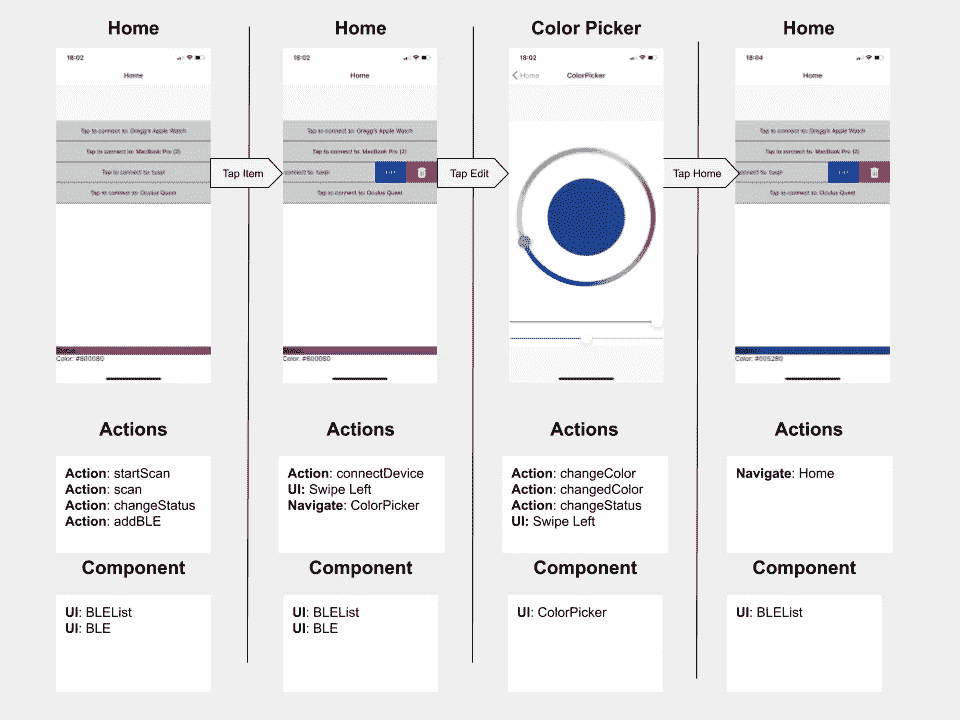 Home
18:02
Home
Tap to connect to: Gregg's Apple Watch
Tap to connect to: MacBook Pro (2)
Tap to connect to:
Tap to connect to: Oculus Quest
Status:
Color: #800080
Actions
Action: startScan
Action: scan
Action: changeStatus
Action: addBLE
Component
UI: BLEList
UI: BLE
Tap Item
Home
18:02
Home
Tap to connect to: Gregg's Apple Watch
Tap to connect to: MacBook Pro (2)
connect to:
Tap to connect to: Oculus Quest
Status:
Color: #800080
Actions
Action: connectDevice
UI: Swipe Left
Navigate: ColorPicker
Component
UI: BLEList
UI: BLE
Tap Edit
Color Picker
18:02
Home
ColorPicker
Actions
Action: changeColor
Action: changedColor
Action: changeStatus
UI: Swipe Left
Component
UI: ColorPicker
Tap Home
Home
18:04
Home
Tap to connect to: Gregg's Apple Watch
Tap to connect to: MacBook Pro (2)
connect to:
Tap to connect to: Oculus Quest
Color: #005280
Actions
Navigate: Home
Component
UI: BLEList